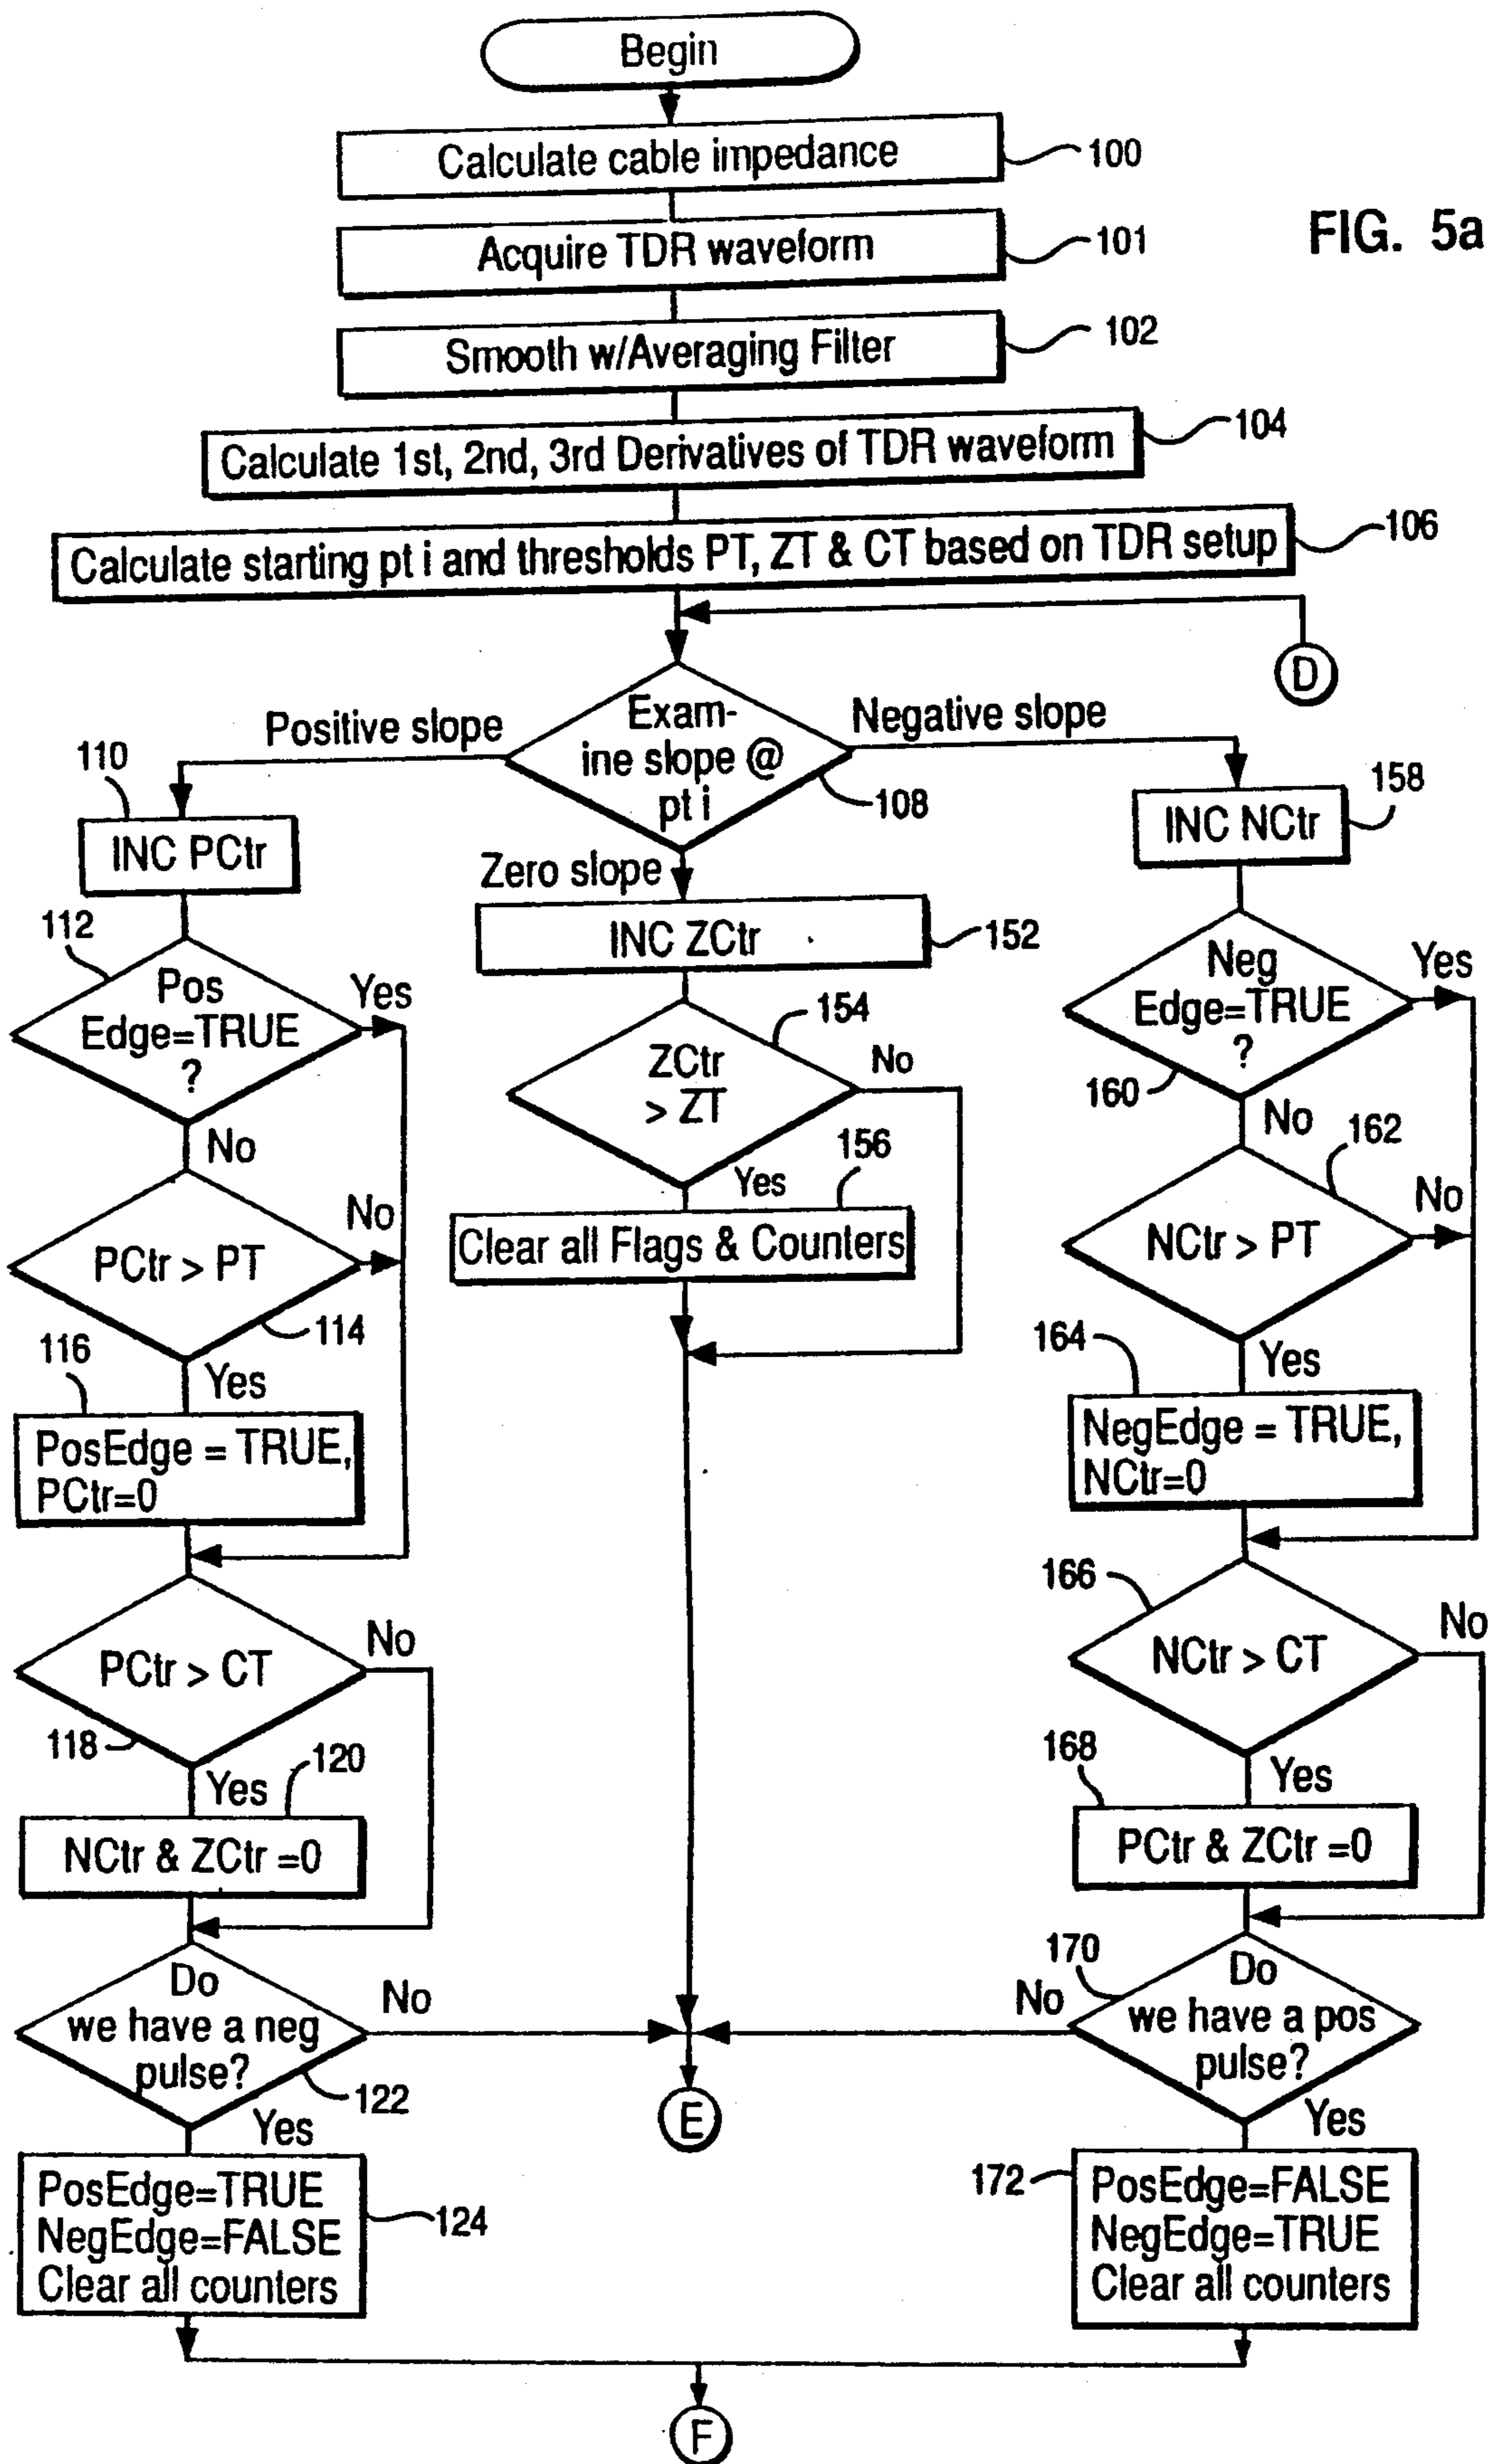 Begin
Calculate cable impedance
100
FIG. 5a
Acquire TDR waveform
101
Smooth w/Averaging Filter
102
Calculate 1st, 2nd, 3rd Derivatives of TDR waveform
104
Calculate starting pt i and thresholds PT, ZT & CT based on TDR setup
106
D
Exam-
ine slope @
pt i
108
Positive slope
Negative slope
Zero slope
110
INC PCtr
112
Pos
Edge=TRUE
?
Yes
No
PCtr > PT
No
114
116
Yes
PosEdge = TRUE,
PCtr=0
PCtr > CT
No
118
Yes
120
NCtr & ZCtr =0
Do
we have a neg
pulse?
No
122
Yes
PosEdge=TRUE
NegEdge=FALSE
Clear all counters
124
INC ZCtr
152
154
ZCtr
> ZT
No
156
Yes
Clear all Flags & Counters
E
158
INC NCtr
Neg
Edge=TRUE
?
Yes
160
No
162
NCtr > PT
No
164
Yes
NegEdge = TRUE,
NCtr=0
166
NCtr > CT
No
168
Yes
PCtr & ZCtr =0
170
Do
we have a pos
pulse?
No
Yes
172
PosEdge=FALSE
NegEdge=TRUE
Clear all counters
F